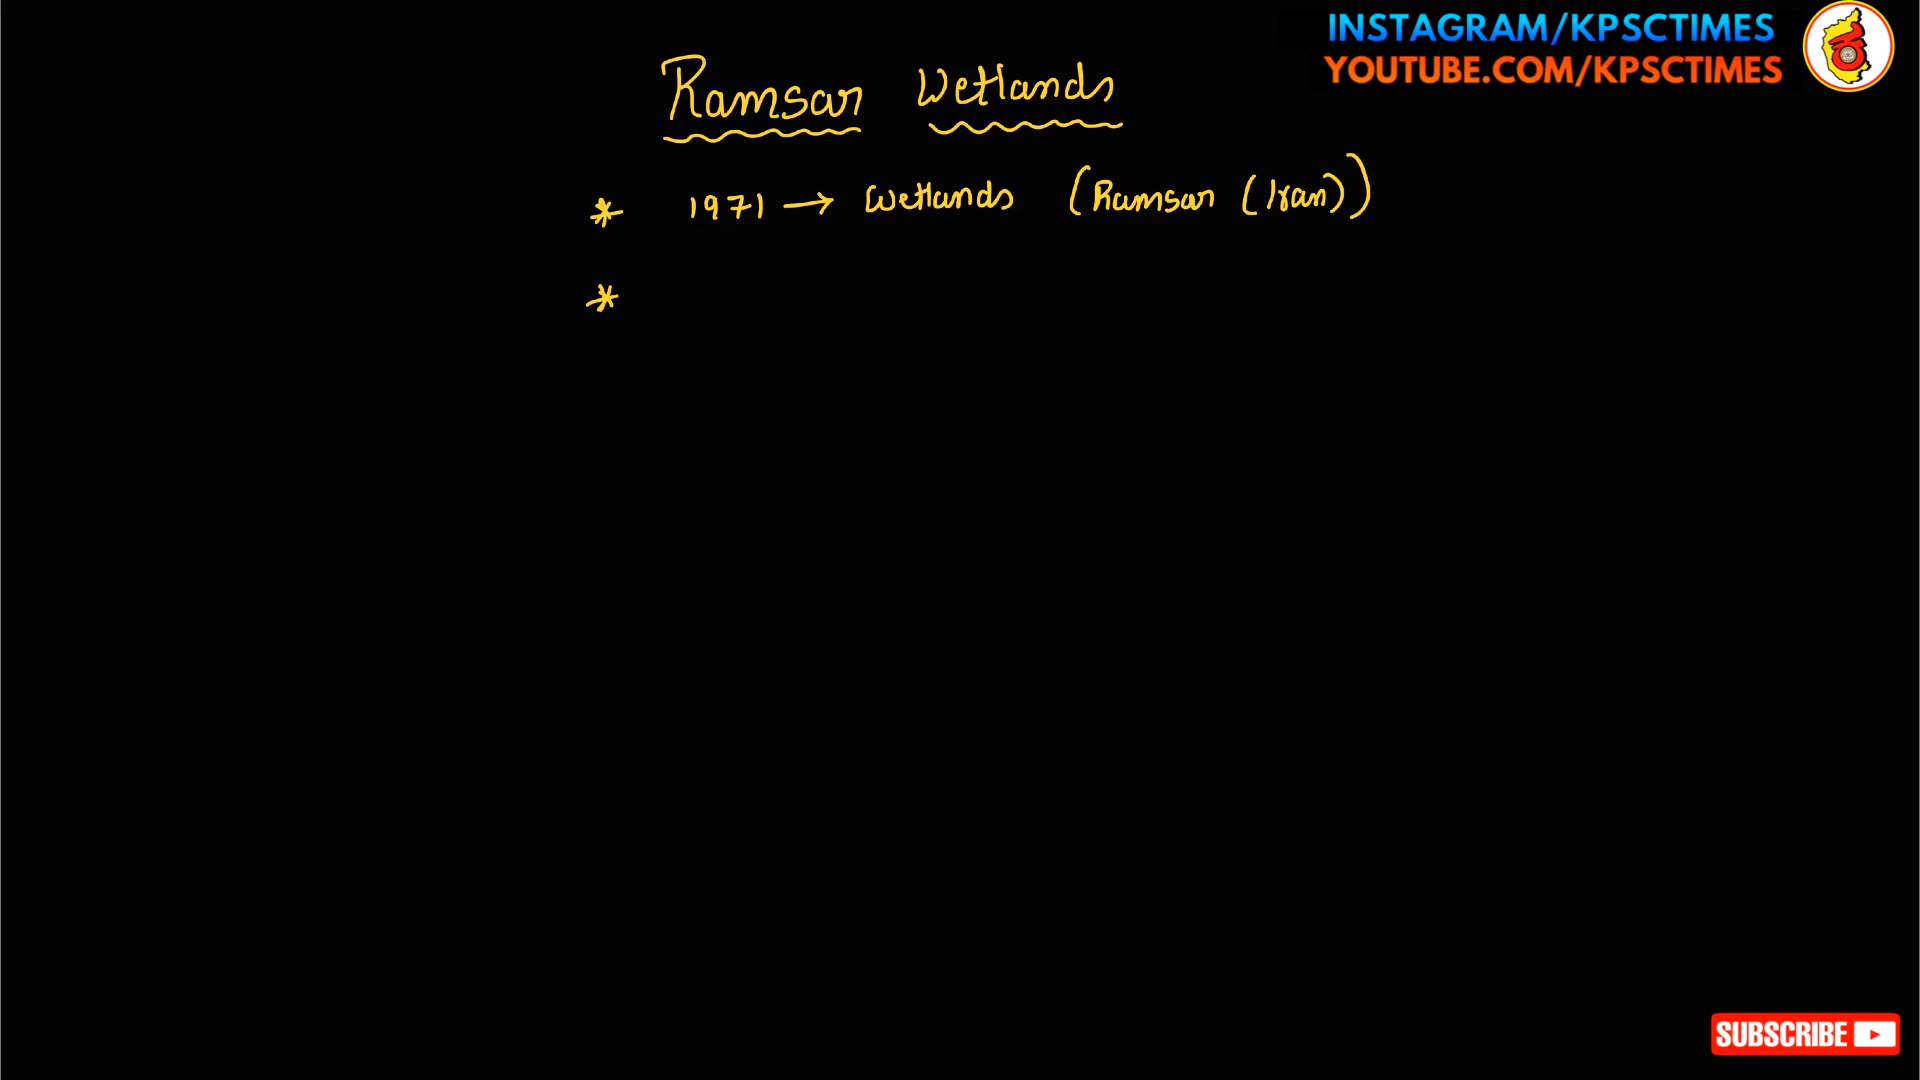 INSTAGRAM/KPSCTIMES
YOUTUBE.COM/KPSCTIMES
Ramsar Wetlands
* 1971 → Wetlands (Ramsar (Iran))
*
SUBSCRIBE